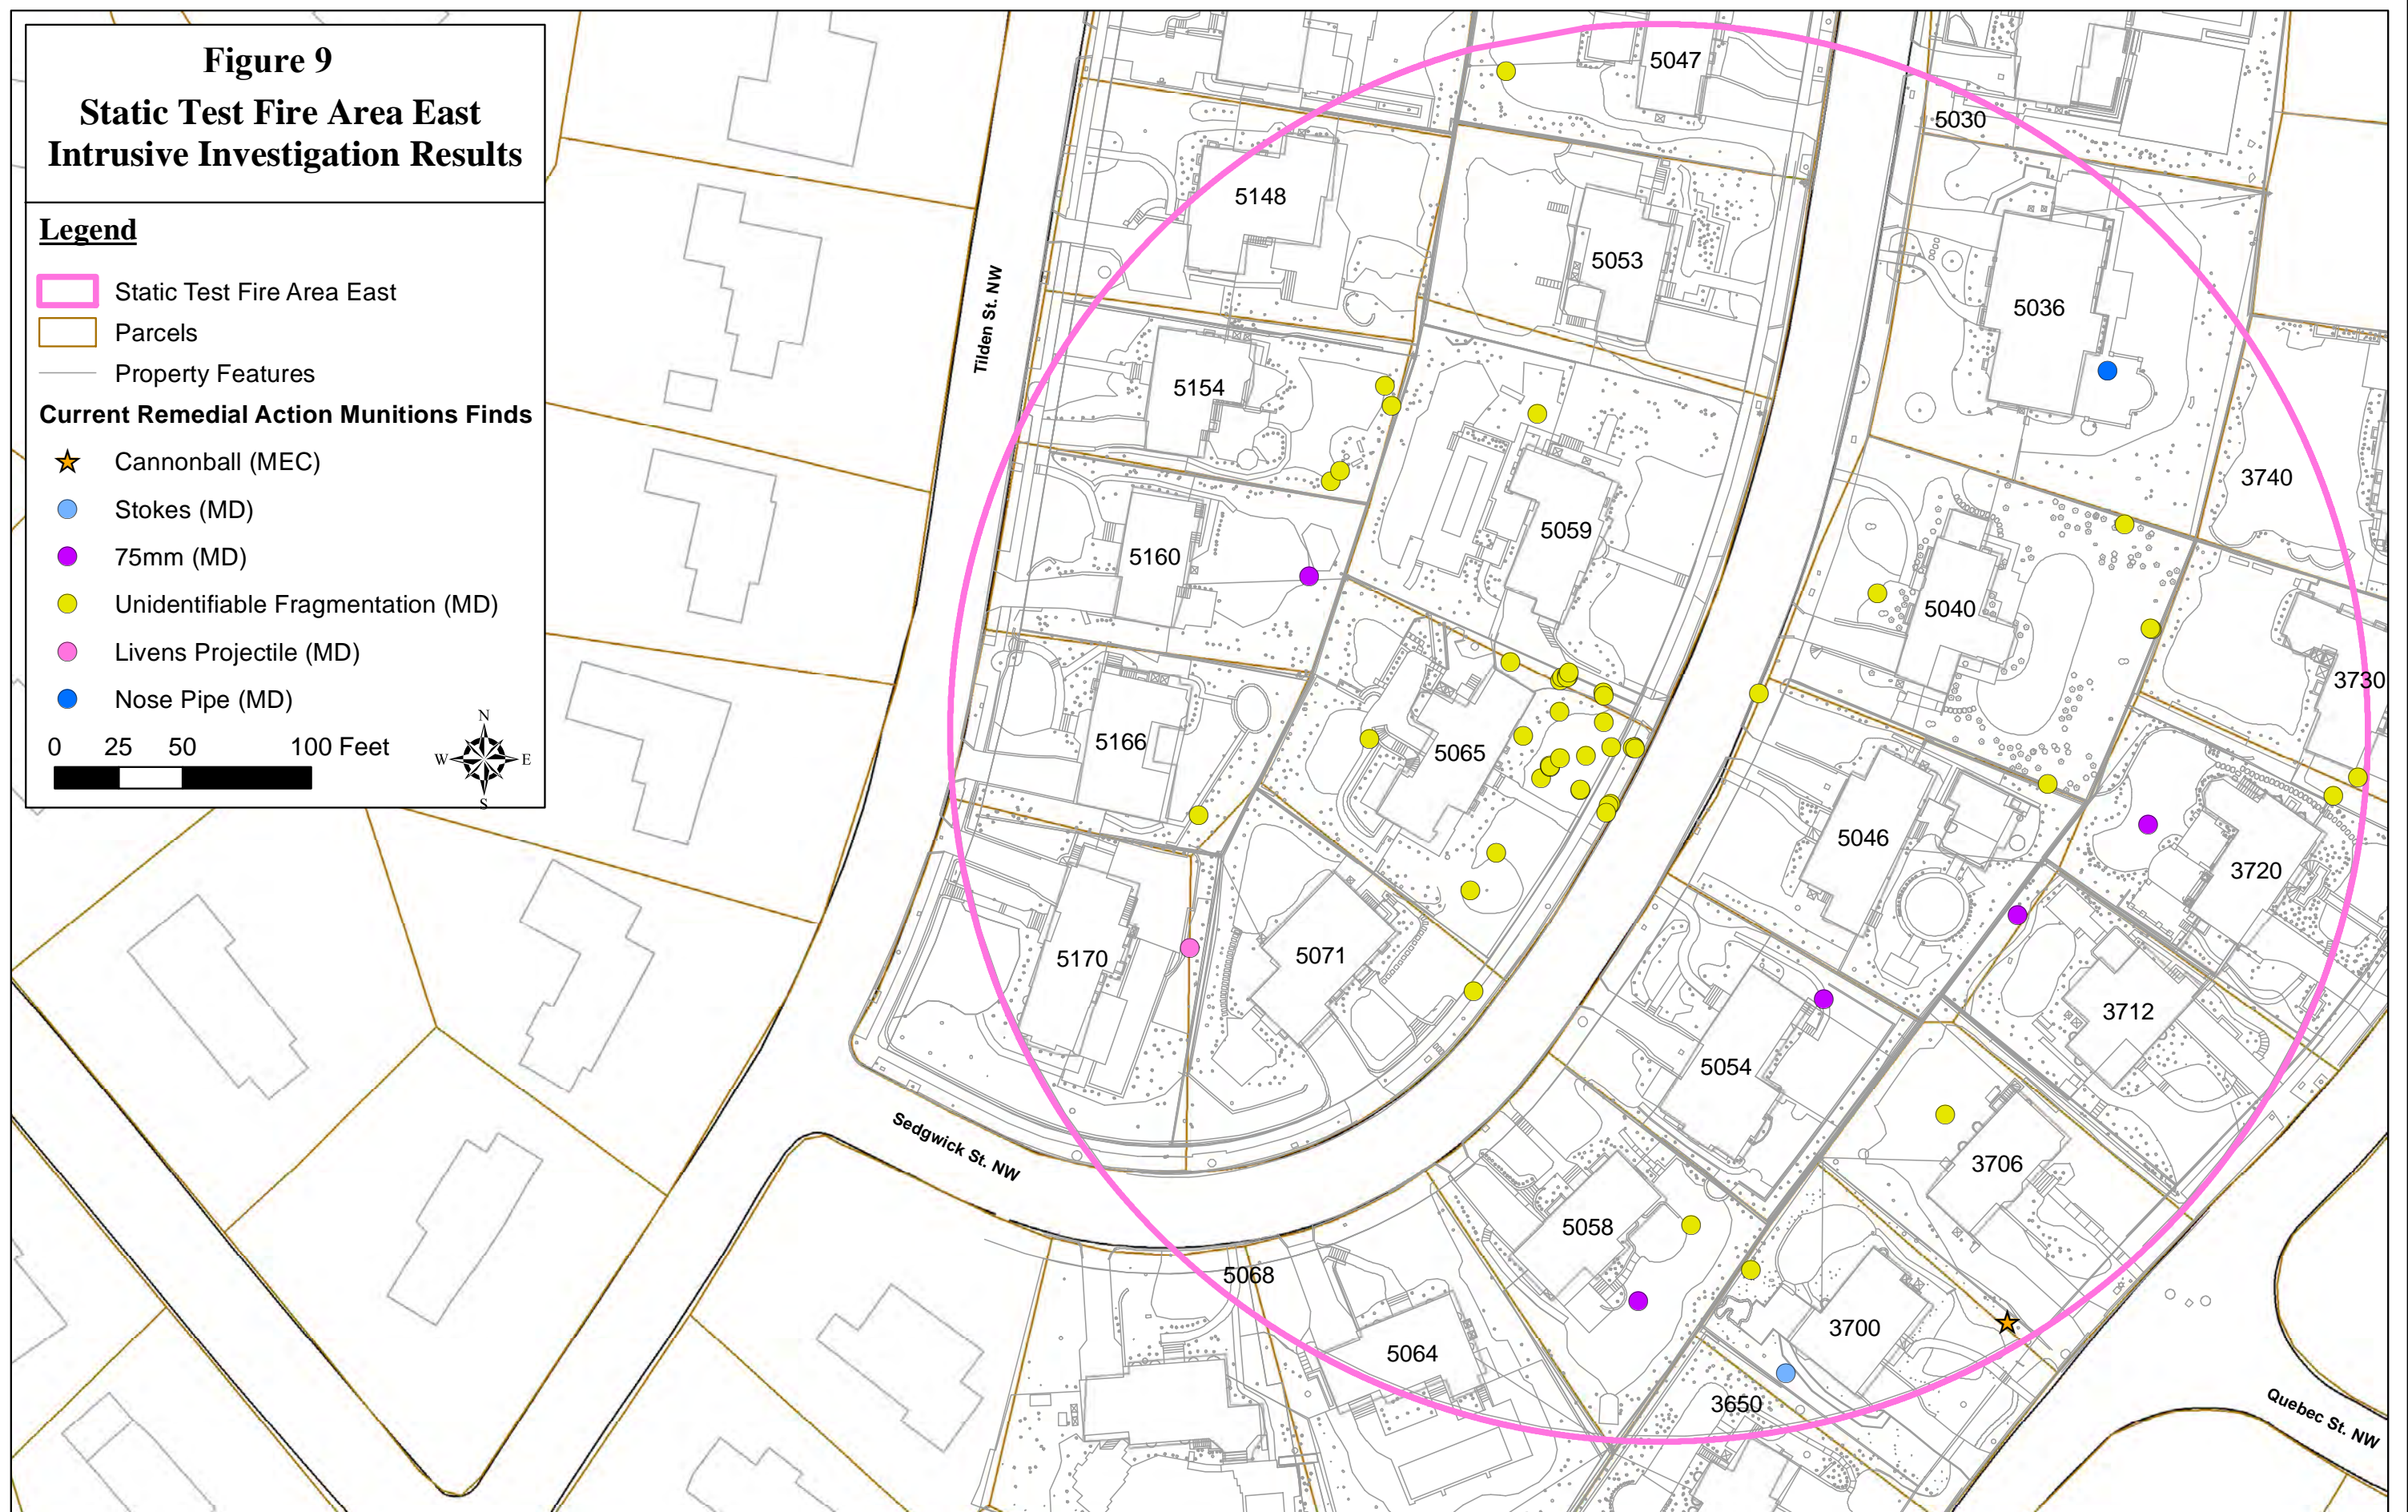 Figure 9
Static Test Fire Area East
Intrusive Investigation Results
Legend
Static Test Fire Area East
Parcels
Property Features
Current Remedial Action Munitions Finds
Cannonball (MEC)
Stokes (MD)
75mm (MD)
Unidentifiable Fragmentation (MD)
Livens Projectile (MD)
Nose Pipe (MD)
0 25 50 100 Feet
N
W E
S
5047
5030
5148
5053
5036
Tilden St. NW
5154
3740
5059
5160
5040
3730
5166
5065
5046
3720
5170
5071
3712
5054
Sedgwick St. NW
3706
5058
5068
3700
5064
3650
Quebec St. NW